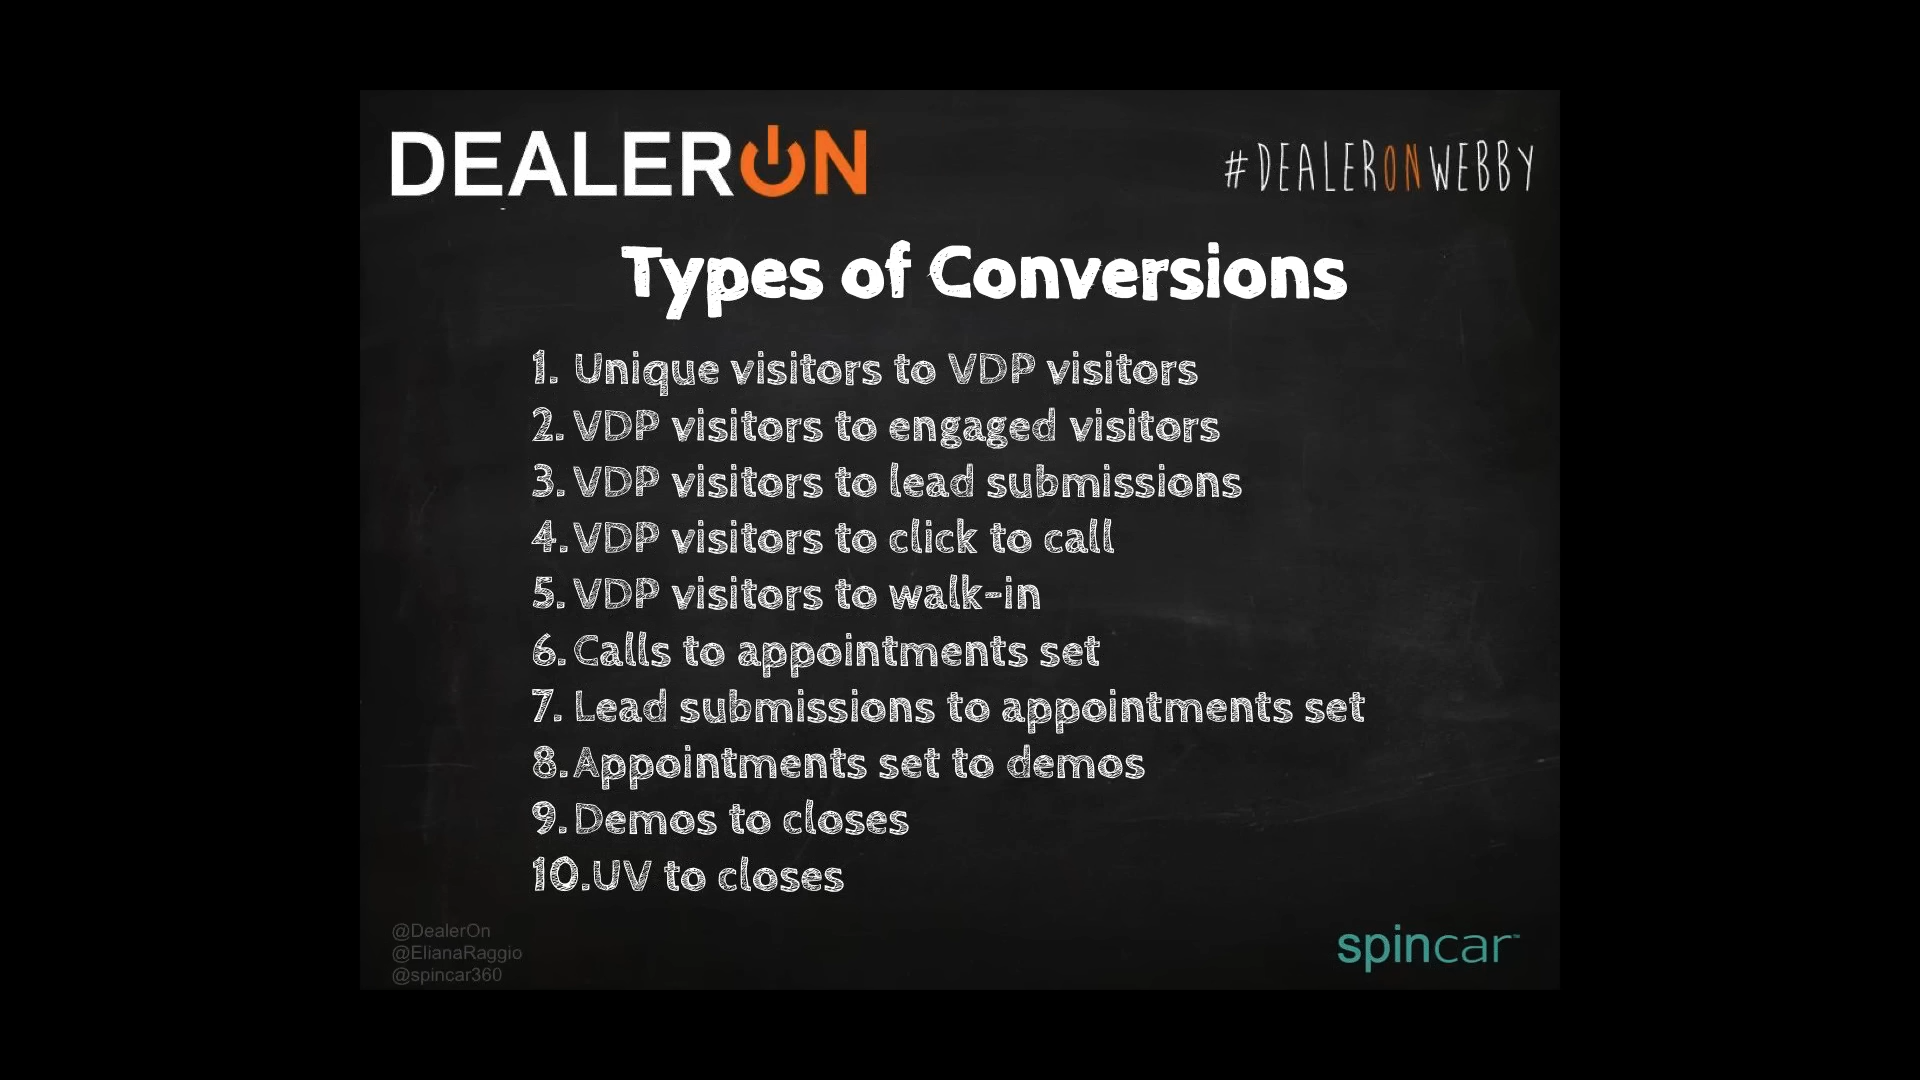 DEALERON
#DEALERONWEBBY
Types of Conversions
1. Unique visitors to VDP visitors
2. VDP visitors to engaged visitors
3. VDP visitors to lead submissions
4. VDP visitors to click to call
5. VDP visitors to walk-in
6. Calls to appointments set
7. Lead submissions to appointments set
8. Appointments set to demos
9. Demos to closes
10. UV to closes
@DealerOn
@ElianaRaggio
@spincar360
spincar™